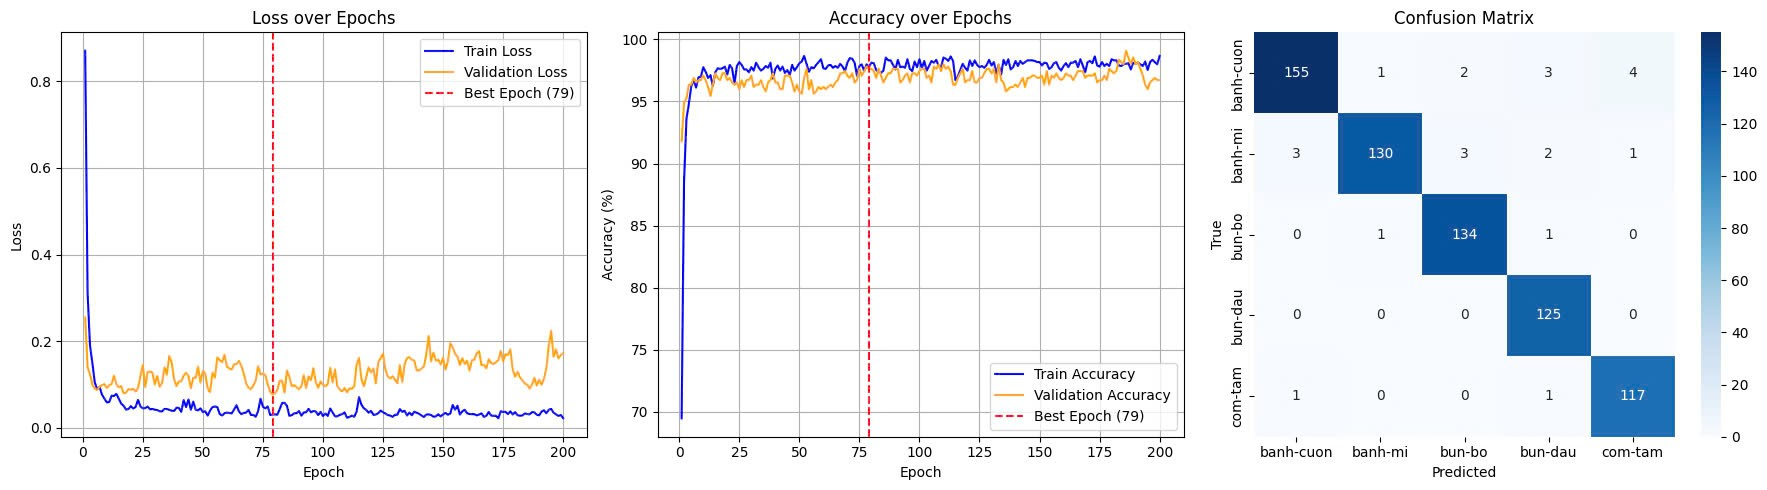 Loss over Epochs
Loss
0.8
0.6
0.4
0.2
0.0
Train Loss
Validation Loss
Best Epoch (79)
0 25 50 75 100 125 150 175 200
Epoch
Accuracy over Epochs
Accuracy (%)
100
95
90
85
80
75
70
Train Accuracy
Validation Accuracy
Best Epoch (79)
0 25 50 75 100 125 150 175 200
Epoch
Confusion Matrix
True
banh-cuon 155 1 2 3 4
banh-mi 3 130 3 2 1
bun-bo 0 1 134 1 0
bun-dau 0 0 0 125 0
com-tam 1 0 0 1 117
banh-cuon banh-mi bun-bo bun-dau com-tam
Predicted
140
120
100
80
60
40
20
0